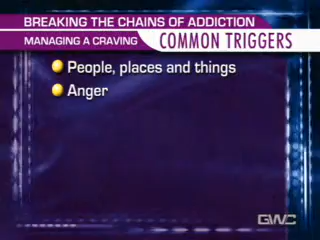 BREAKING THE CHAINS OF ADDICTION
MANAGING A CRAVING
COMMON TRIGGERS
People, places and things
Anger
GWC